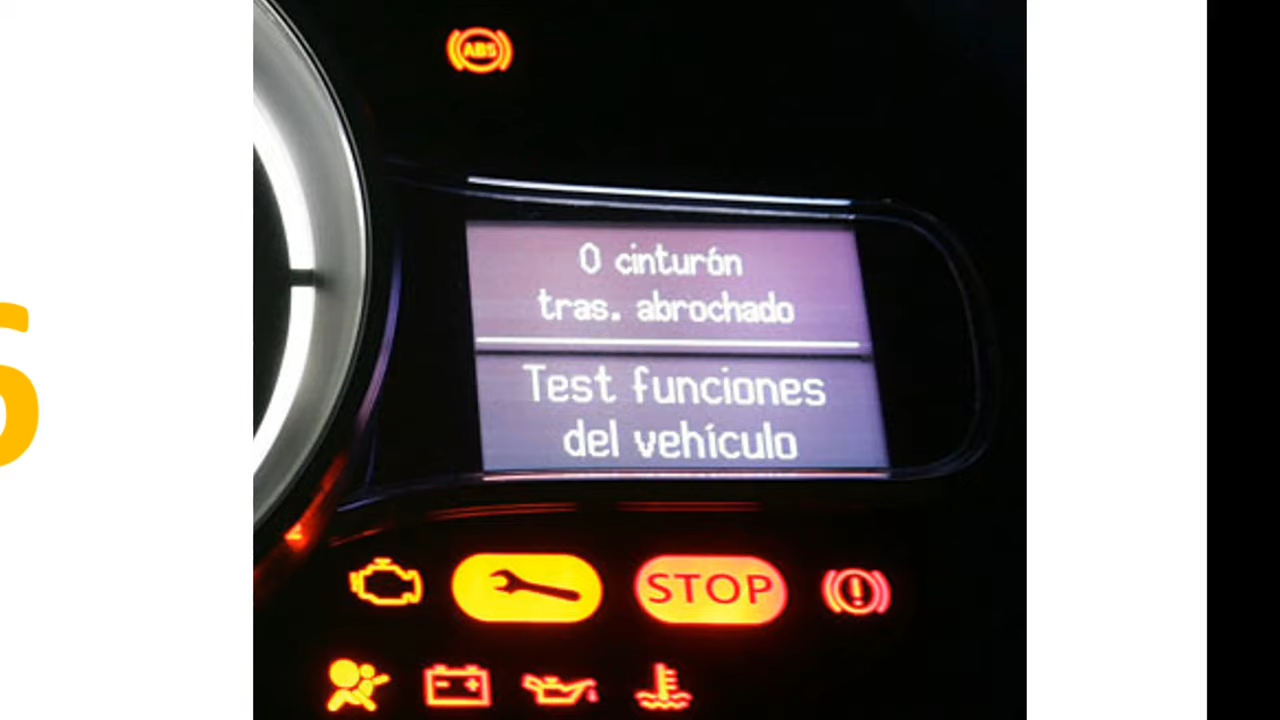 ABS
0 cinturón
tras. abrochado
Test funciones
del vehículo
STOP